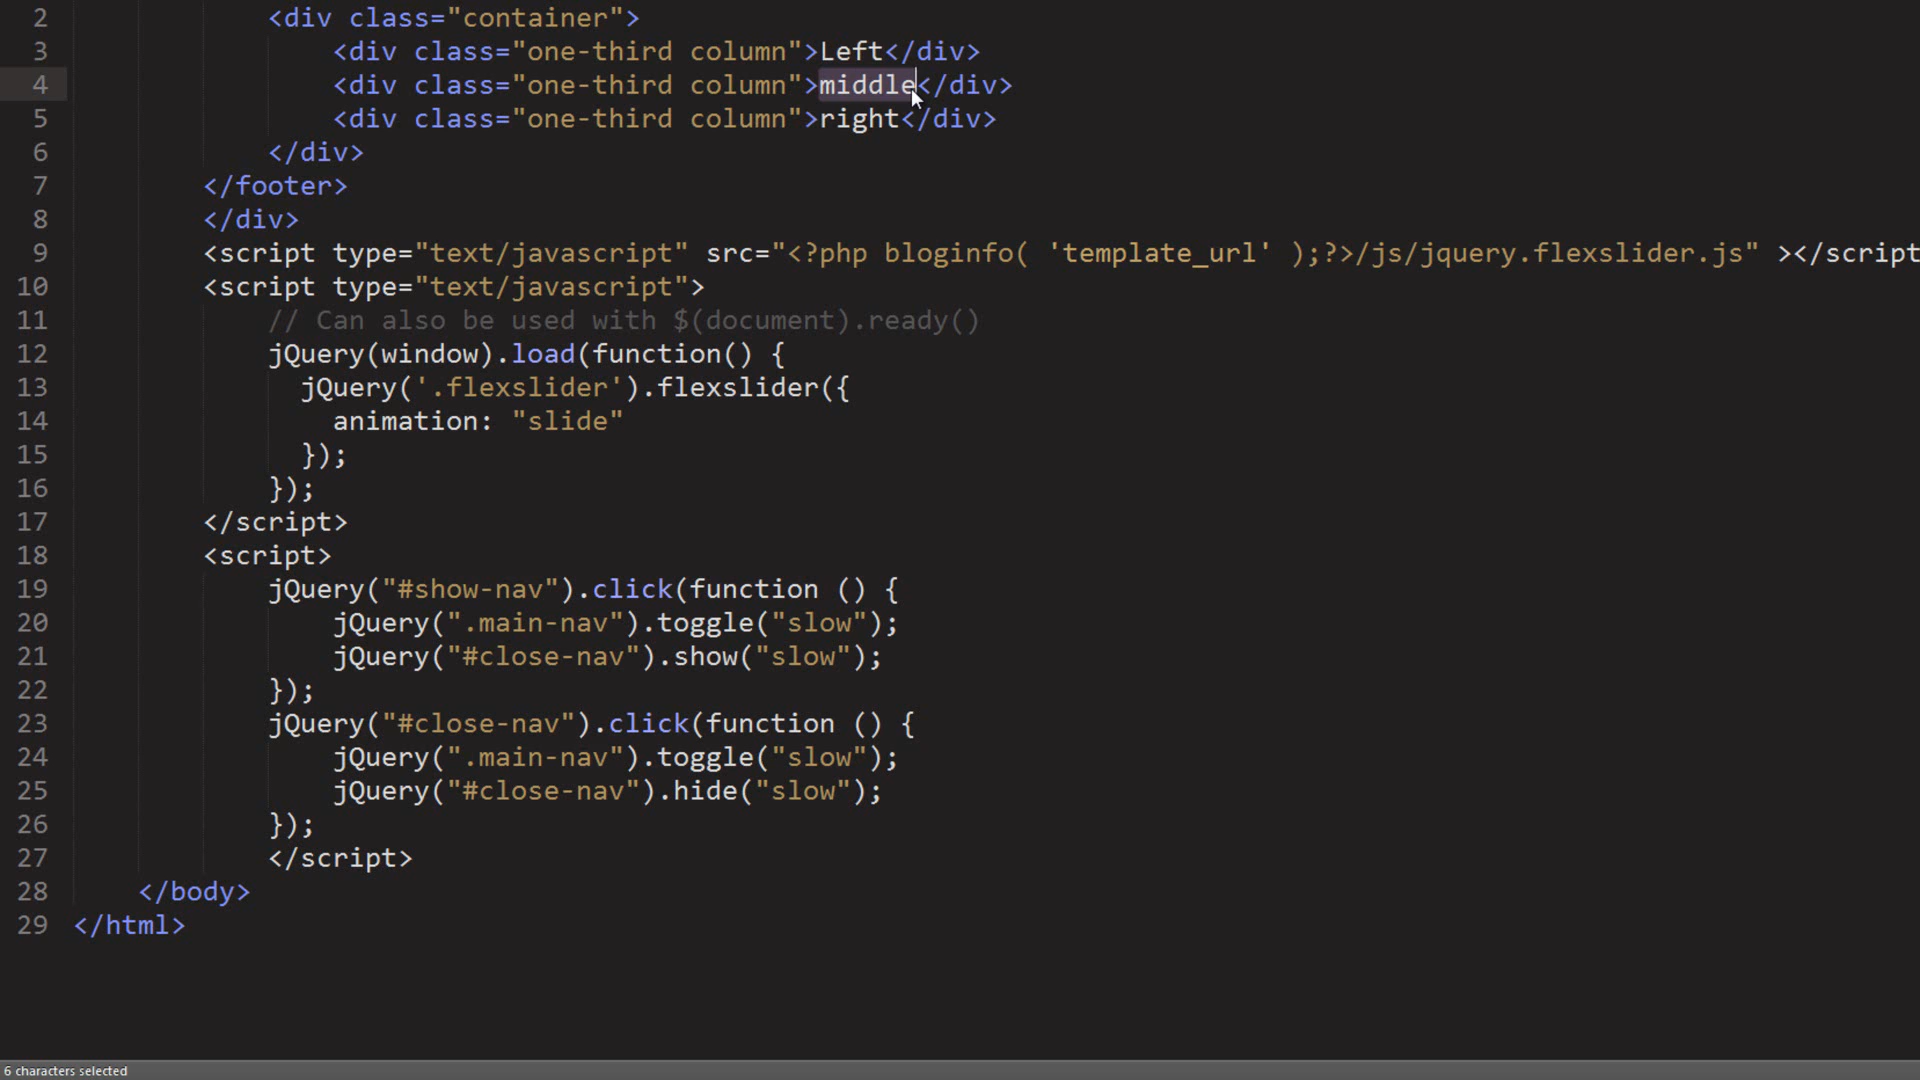 2 <div class="container">
3 <div class="one-third column">Left</div>
4 <div class="one-third column">middle</div>
5 <div class="one-third column">right</div>
6 </div>
7 </footer>
8 </div>
9 <script type="text/javascript" src="<?php bloginfo( 'template_url' );?>/js/jquery.flexslider.js" ></script
10 <script type="text/javascript">
11 // Can also be used with $(document).ready()
12 jQuery(window).load(function() {
13 jQuery('.flexslider').flexslider({
14 animation: "slide"
15 });
16 });
17 </script>
18 <script>
19 jQuery("#show-nav").click(function () {
20 jQuery(".main-nav").toggle("slow");
21 jQuery("#close-nav").show("slow");
22 });
23 jQuery("#close-nav").click(function () {
24 jQuery(".main-nav").toggle("slow");
25 jQuery("#close-nav").hide("slow");
26 });
27 </script>
28 </body>
29 </html>
6 characters selected